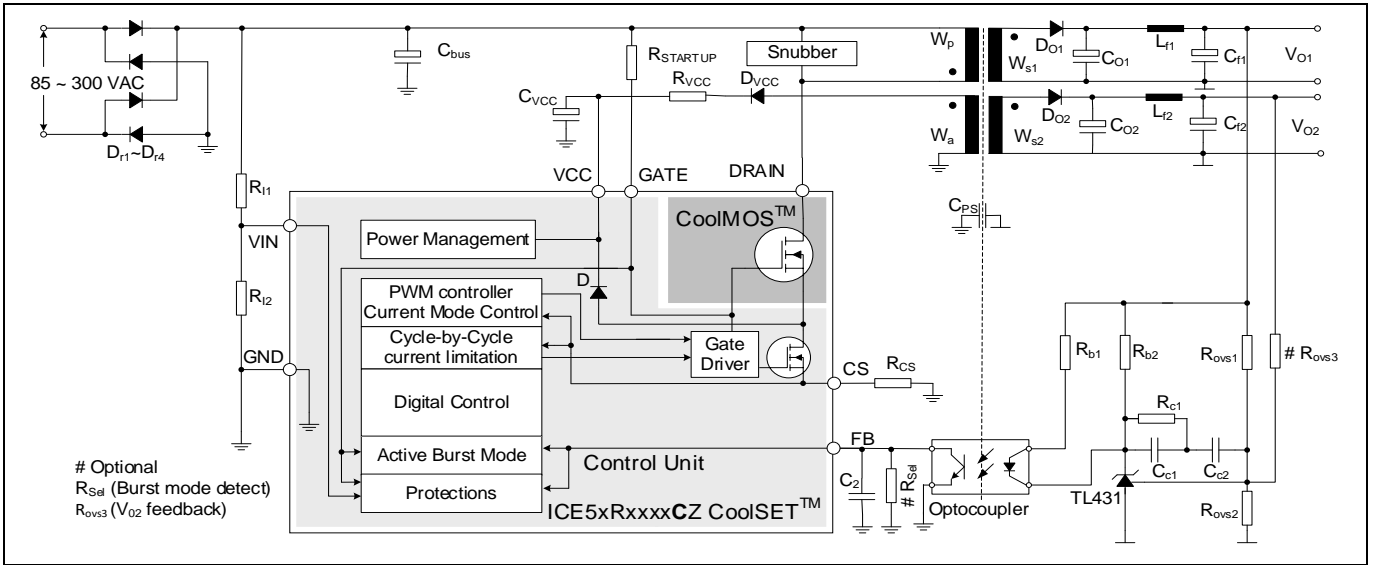 85 ~ 300 VAC
Dr1~Dr4
Cbus
RSTARTUP
Snubber
RVCC
DVCC
CVCC
Wp
Wa
Ws1
Ws2
DO1
CO1
Lf1
Cf1
VO1
DO2
CO2
Lf2
Cf2
VO2
RI1
VIN
RI2
GND
VCC
GATE
DRAIN
CPS
CoolMOS™
Power Management
D
PWM controller
Current Mode Control
Cycle-by-Cycle
current limitation
Gate
Driver
Digital Control
Active Burst Mode
Protections
Control Unit
ICE5xRxxxxCZ CoolSET™
CS
RCS
FB
C2
# RSel
Optocoupler
Rb1
Rb2
Rovs1
# Rovs3
Rc1
Cc1
Cc2
TL431
Rovs2
# Optional
RSel (Burst mode detect)
Rovs3 (V02 feedback)